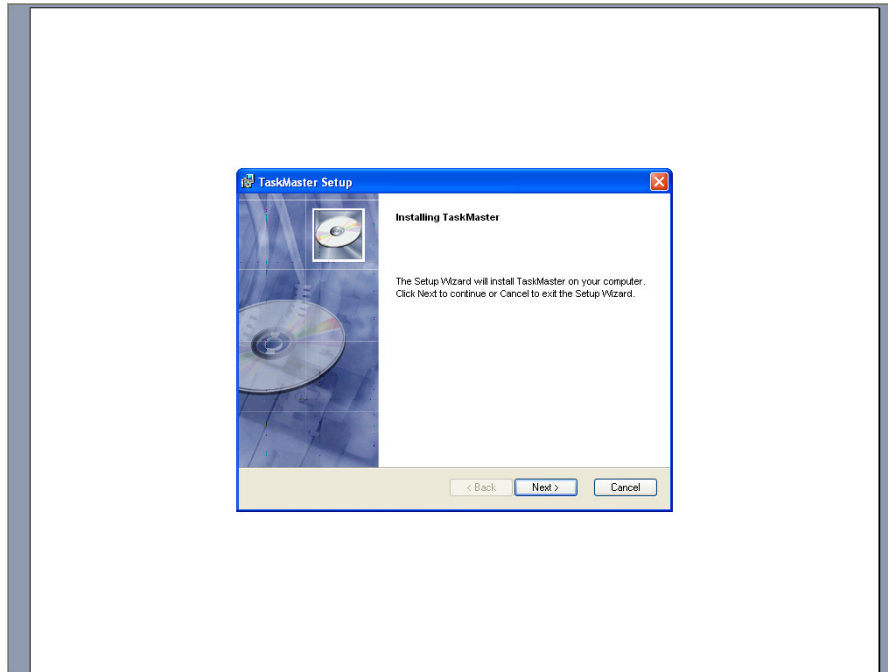 TaskMaster Setup
Installing TaskMaster
The Setup Wizard will install TaskMaster on your computer.
Click Next to continue or Cancel to exit the Setup Wizard.
< Back Next > Cancel